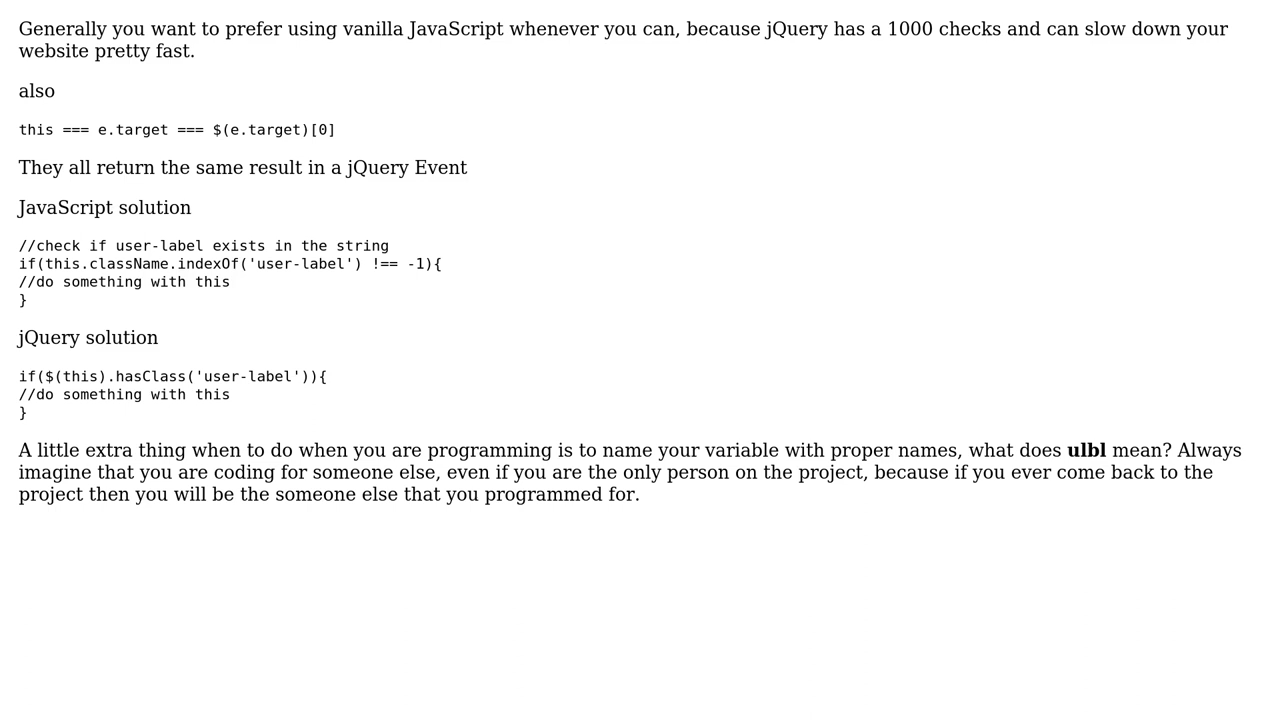 Generally you want to prefer using vanilla JavaScript whenever you can, because jQuery has a 1000 checks and can slow down your
website pretty fast.
also
this === e.target === $(e.target)[0]
They all return the same result in a jQuery Event
JavaScript solution
//check if user-label exists in the string
if(this.className.indexOf('user-label') !== -1){
//do something with this
}
jQuery solution
if($(this).hasClass('user-label')){
//do something with this
}
A little extra thing when to do when you are programming is to name your variable with proper names, what does ulbl mean? Always
imagine that you are coding for someone else, even if you are the only person on the project, because if you ever come back to the
project then you will be the someone else that you programmed for.